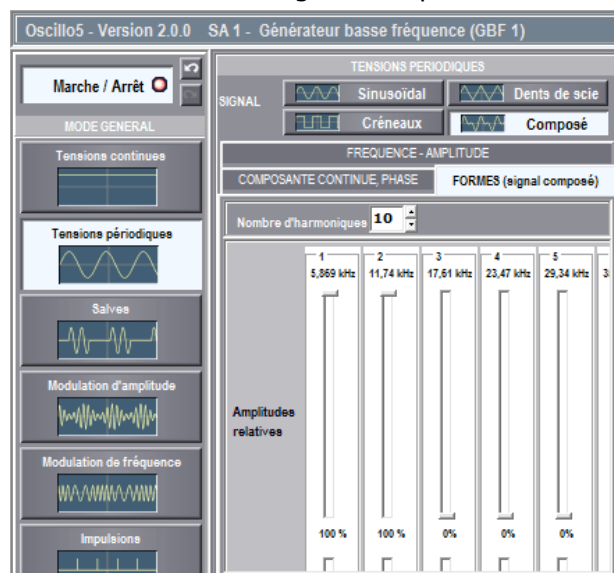 Oscillo5 - Version 2.0.0 SA 1 - Générateur basse fréquence (GBF 1)
Marche / Arrêt
MODE GENERAL
Tensions continues
Tensions périodiques
Salves
Modulation d'amplitude
Modulation de fréquence
Impulsions
TENSIONS PERIODIQUES
SIGNAL
Sinusoïdal
Dents de scie
Créneaux
Composé
FREQUENCE - AMPLITUDE
COMPOSANTE CONTINUE, PHASE
FORMES (signal composé)
Nombre d'harmoniques 10
1 2 3 4 5
5,869 kHz 11,74 kHz 17,61 kHz 23,47 kHz 29,34 kHz 3
Amplitudes
relatives
100 % 100 % 0% 0% 0%